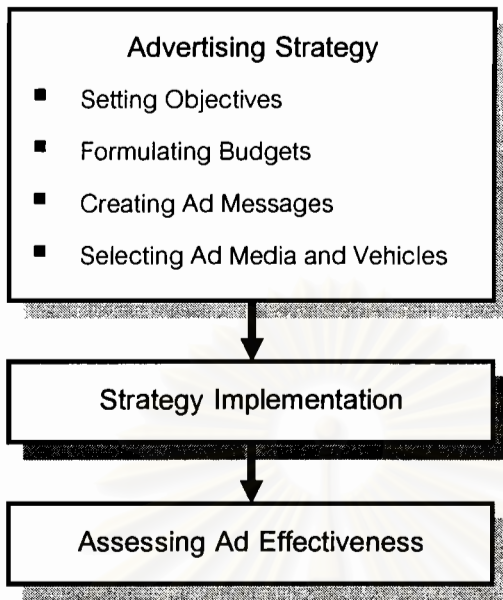 Advertising Strategy
▪ Setting Objectives
▪ Formulating Budgets
▪ Creating Ad Messages
▪ Selecting Ad Media and Vehicles
Strategy Implementation
Assessing Ad Effectiveness